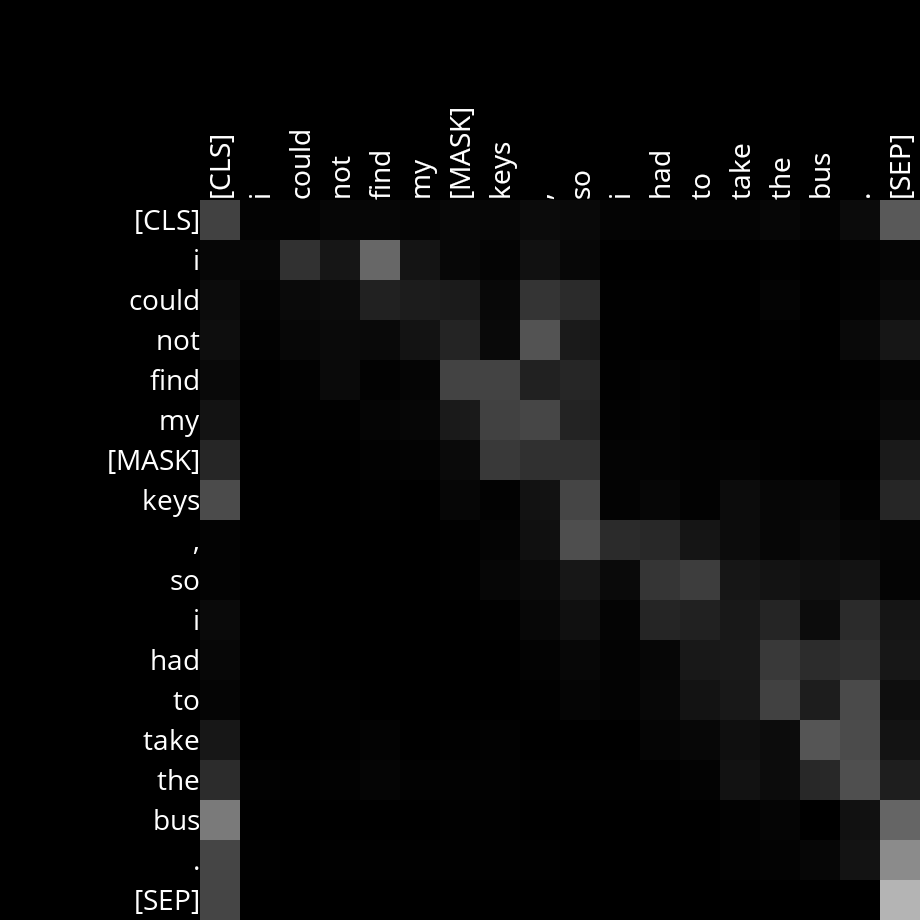 [CLS] i could not find my [MASK] keys , so i had to take the bus . [SEP]
[CLS]
i
could
not
find
my
[MASK]
keys
,
so
i
had
to
take
the
bus
.
[SEP]